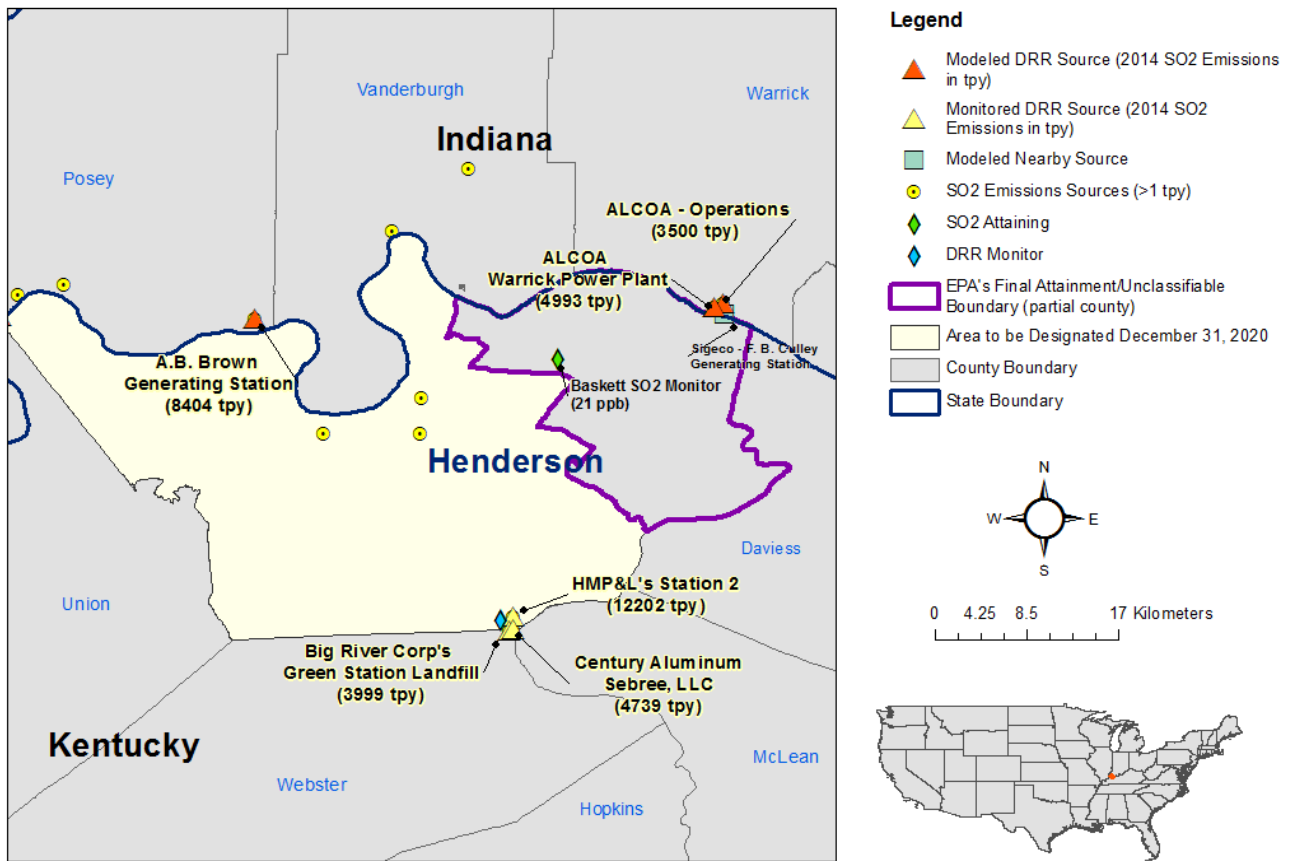 Vanderburgh
Warrick
Indiana
Posey
ALCOA - Operations
(3500 tpy)
ALCOA
Warrick Power Plant
(4993 tpy)
Sigeco - F. B. Culley
Generating Station
A.B. Brown
Generating Station
(8404 tpy)
Baskett SO2 Monitor
(21 ppb)
Henderson
Daviess
Union
HMP&L's Station 2
(12202 tpy)
Big River Corp's
Green Station Landfill
(3999 tpy)
Century Aluminum
Sebree, LLC
(4739 tpy)
Kentucky
Webster
McLean
Hopkins
Legend
Modeled DRR Source (2014 SO2 Emissions
in tpy)
Monitored DRR Source (2014 SO2
Emissions in tpy)
Modeled Nearby Source
SO2 Emissions Sources (>1 tpy)
SO2 Attaining
DRR Monitor
EPA's Final Attainment/Unclassifiable
Boundary (partial county)
Area to be Designated December 31, 2020
County Boundary
State Boundary
N
W
E
S
0 4.25 8.5 17 Kilometers